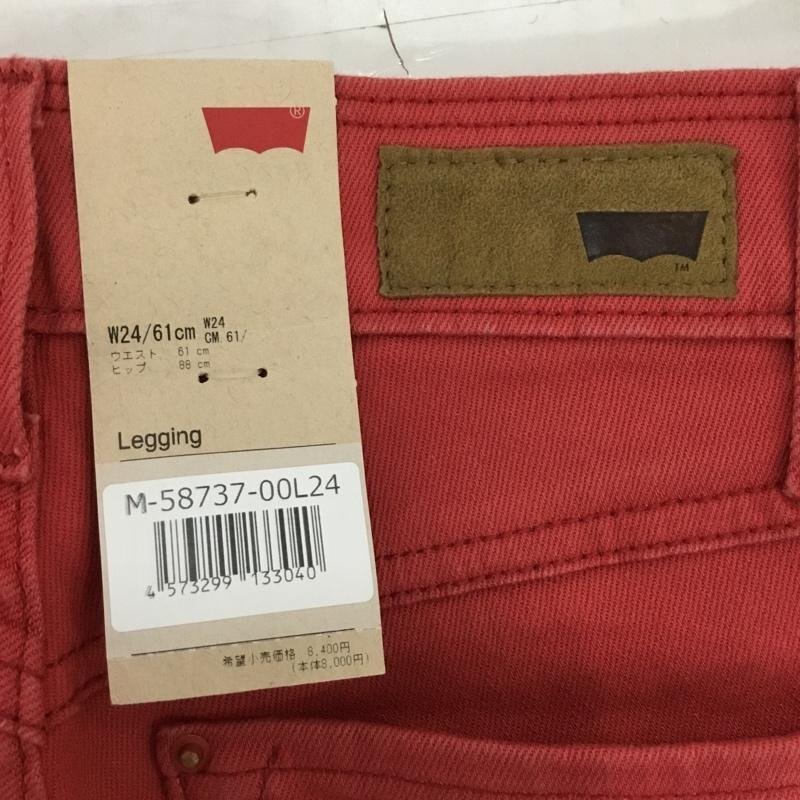 ®
TM
W24/61cm W24
CM. 61/
ウエスト 61 cm
ヒップ 88 cm
Legging
M-58737-00L24
4 573299 133040
希望小売価格 8,400円
(本体8,000円)